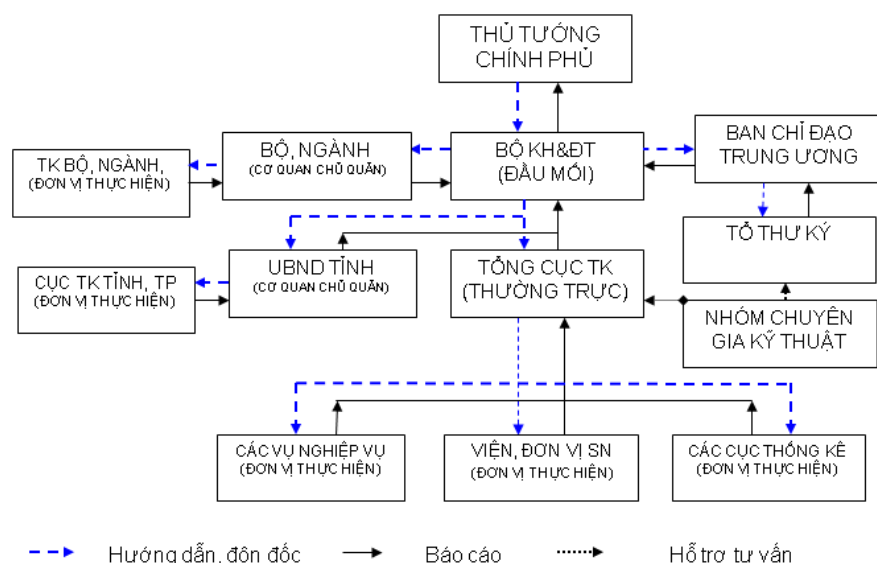 THỦ TƯỚNG
CHÍNH PHỦ
BAN CHỈ ĐẠO
TRUNG ƯƠNG
BỘ, NGÀNH
(CƠ QUAN CHỦ QUẢN)
BỘ KH&ĐT
(ĐẦU MỐI)
TK BỘ, NGÀNH,
(ĐƠN VỊ THỰC HIỆN)
TỔ THƯ KÝ
UBND TỈNH
(CƠ QUAN CHỦ QUẢN)
TỔNG CỤC TK
(THƯỜNG TRỰC)
CỤC TK TỈNH, TP
(ĐƠN VỊ THỰC HIỆN)
NHÓM CHUYÊN
GIA KỸ THUẬT
CÁC VỤ NGHIỆP VỤ
(ĐƠN VỊ THỰC HIỆN)
VIỆN, ĐƠN VỊ SN
(ĐƠN VỊ THỰC HIỆN)
CÁC CỤC THỐNG KÊ
(ĐƠN VỊ THỰC HIỆN)
Hướng dẫn, đôn đốc
Báo cáo
Hỗ trợ tư vấn